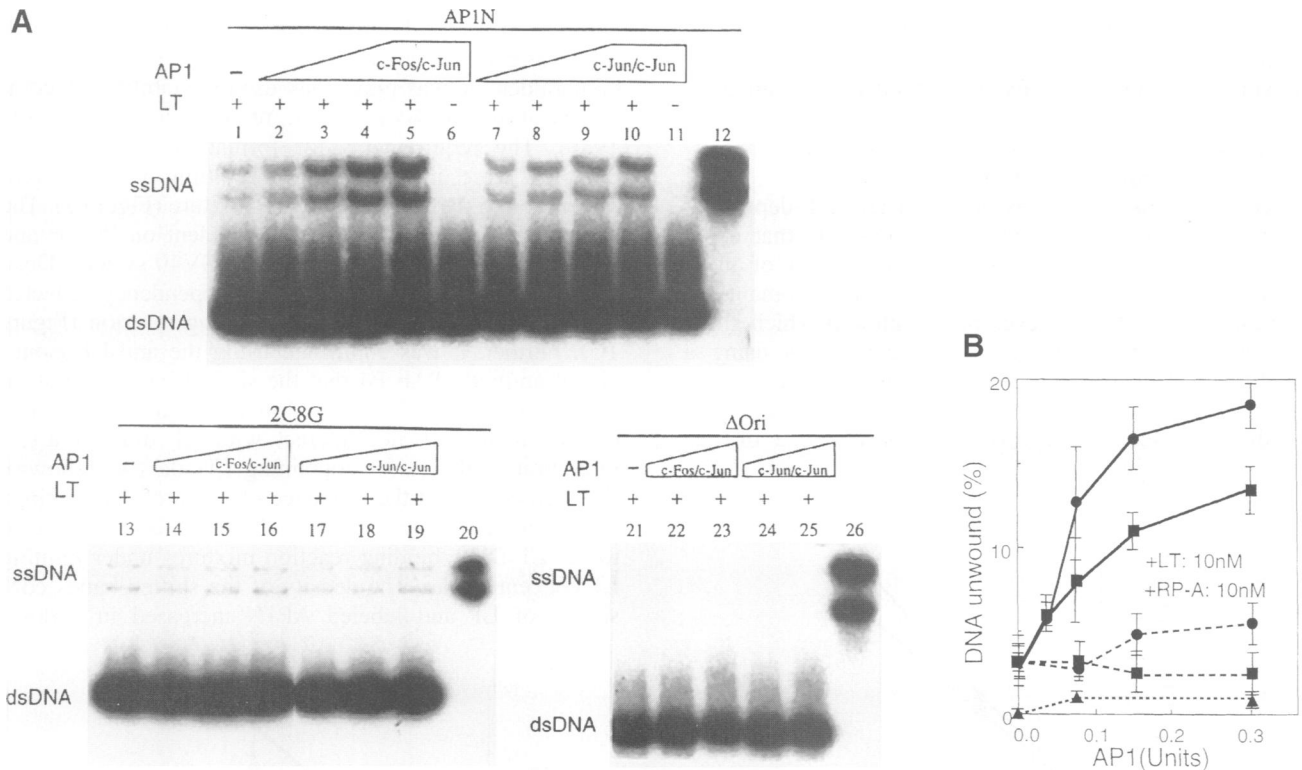 A
AP1N
AP1 – c-Fos/c-Jun c-Jun/c-Jun
LT + + + + + - + + + + -
1 2 3 4 5 6 7 8 9 10 11 12
ssDNA
dsDNA
2C8G
AP1 – c-Fos/c-Jun c-Jun/c-Jun
LT + + + + + + +
13 14 15 16 17 18 19 20
ssDNA
dsDNA
ΔOri
AP1 – c-Fos/c-Jun c-Jun/c-Jun
LT + + + + +
21 22 23 24 25 26
ssDNA
dsDNA
B
DNA unwound (%)
20
10
0
+LT: 10nM
+RP-A: 10nM
0.0 0.1 0.2 0.3
AP1(Units)